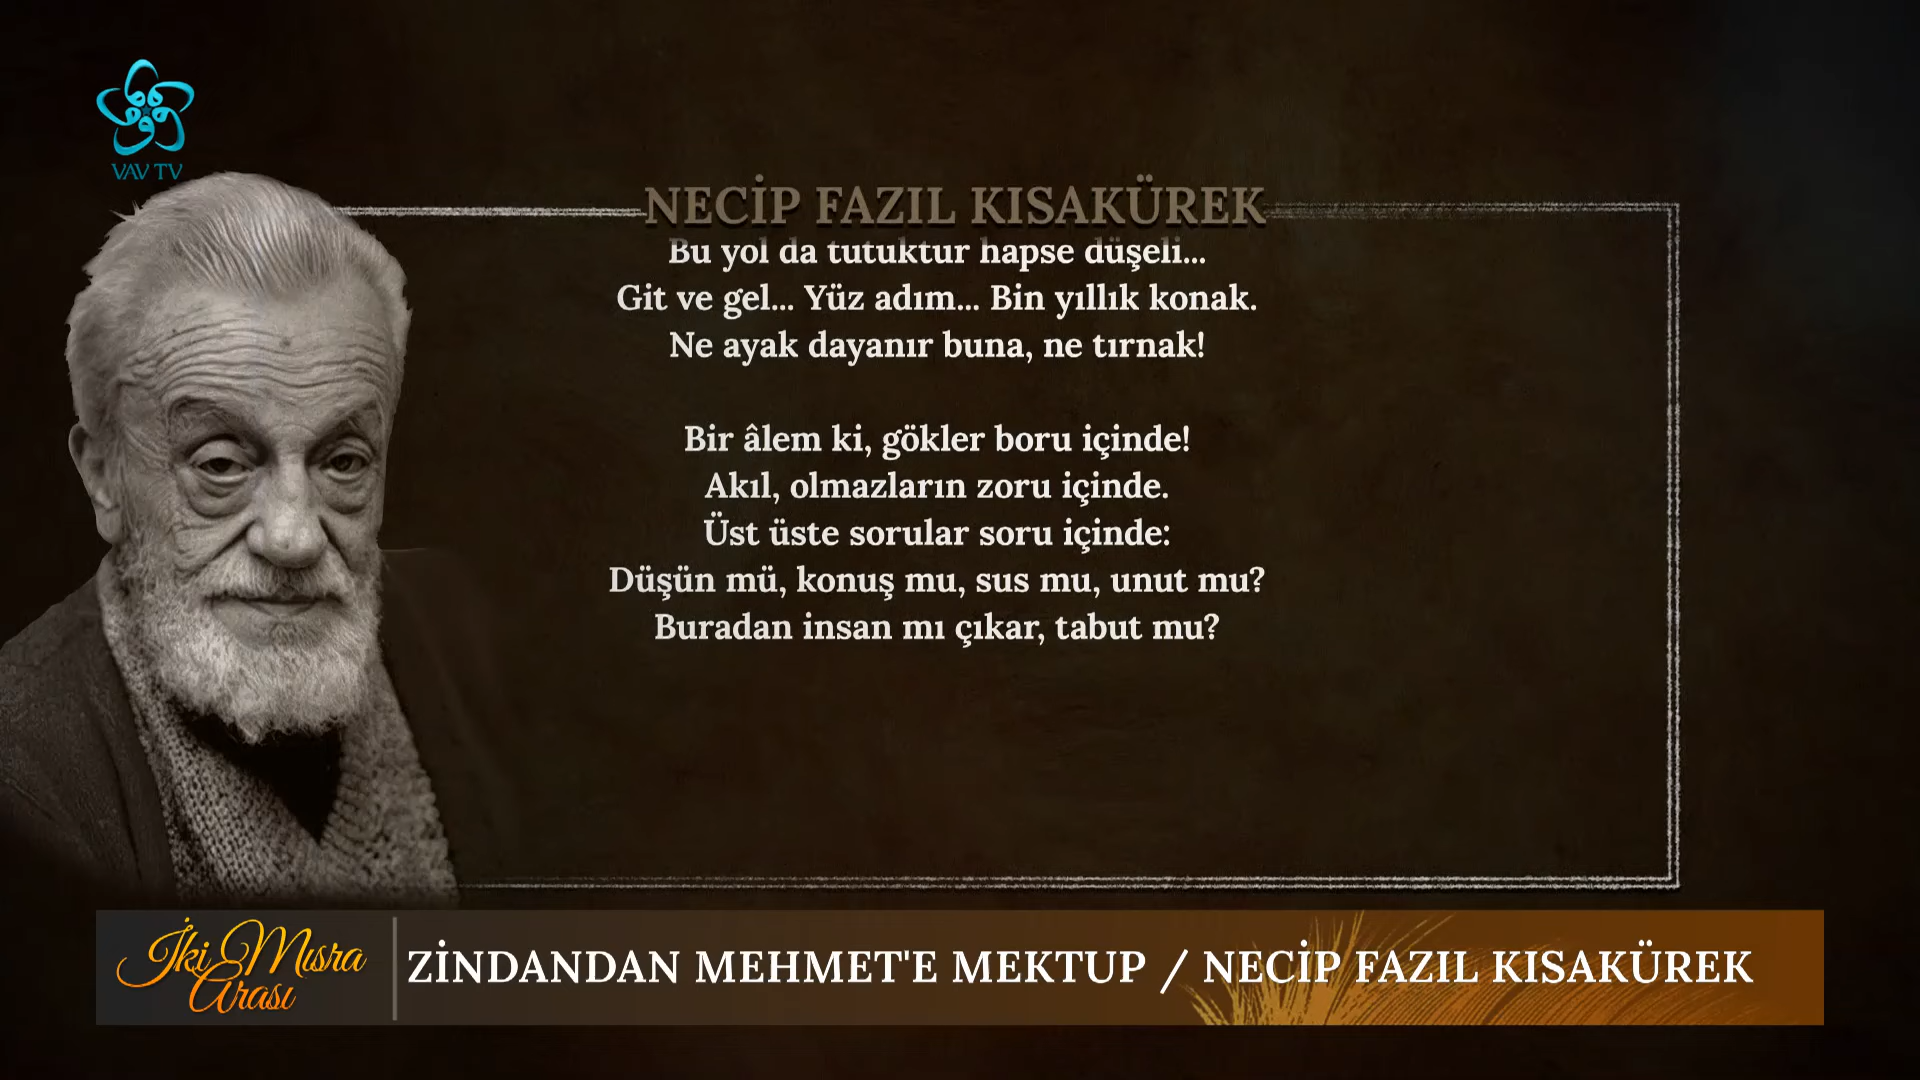 VAV TV
NECİP FAZIL KISAKÜREK
Bu yol da tutuktur hapse düşeli...
Git ve gel... Yüz adım... Bin yıllık konak.
Ne ayak dayanır buna, ne tırnak!
Bir âlem ki, gökler boru içinde!
Akıl, olmazların zoru içinde.
Üst üste sorular soru içinde:
Düşün mü, konuş mu, sus mu, unut mu?
Buradan insan mı çıkar, tabut mu?
İki Mısra
Arası
ZİNDANDAN MEHMET'E MEKTUP / NECİP FAZIL KISAKÜREK